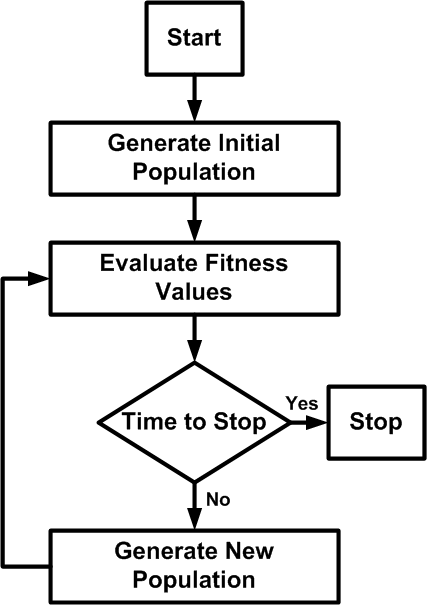 Start
Generate Initial
Population
Evaluate Fitness
Values
Time to Stop
Yes
Stop
No
Generate New
Population